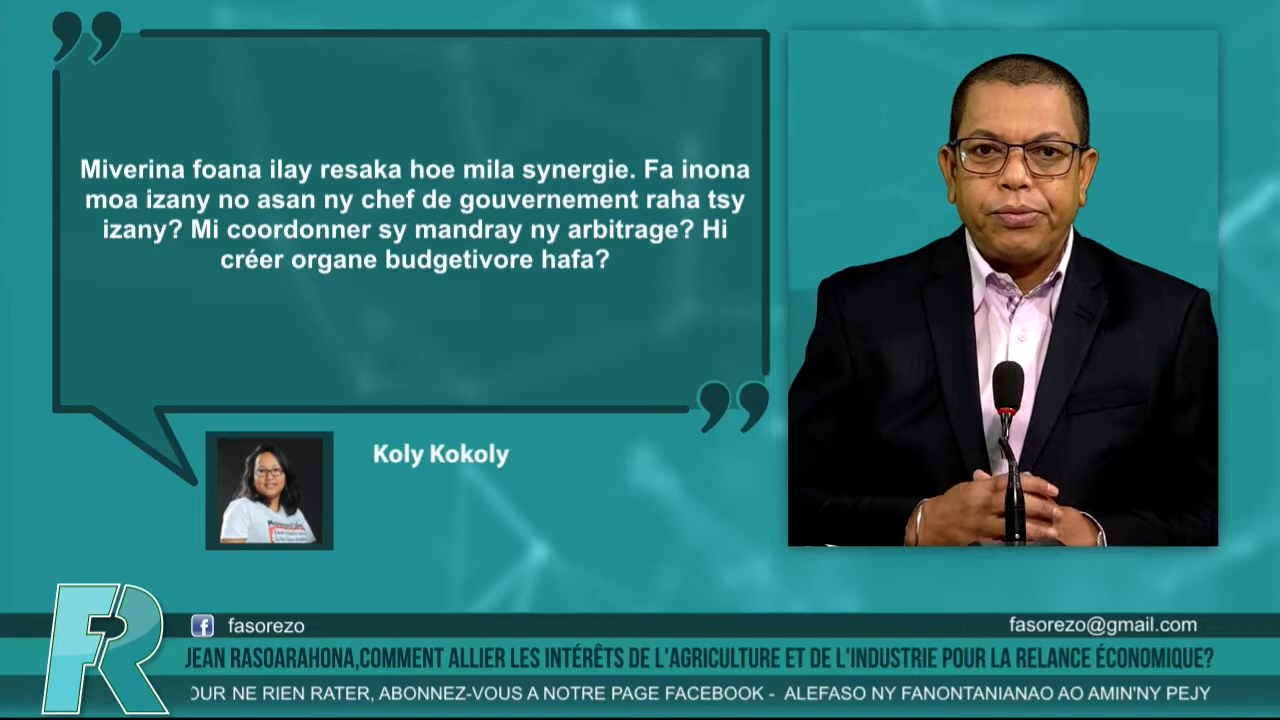 Miverina foana ilay resaka hoe mila synergie. Fa inona
moa izany no asan ny chef de gouvernement raha tsy
izany? Mi coordonner sy mandray ny arbitrage? Hi
créer organe budgetivore hafa?
Koly Kokoly
FR
fasorezo
fasorezo@gmail.com
JEAN RASOARAHONA,COMMENT ALLIER LES INTÉRÊTS DE L'AGRICULTURE ET DE L'INDUSTRIE POUR LA RELANCE ÉCONOMIQUE?
OUR NE RIEN RATER, ABONNEZ-VOUS A NOTRE PAGE FACEBOOK - ALEFASO NY FANONTANIANAO AO AMIN'NY PEJY